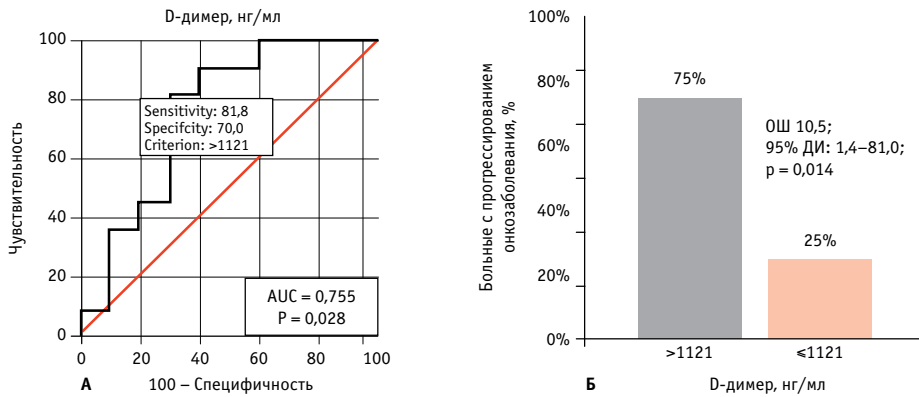 D-димер, нг/мл
Чувствительность
100
80
60
40
20
0
Sensitivity: 81,8
Specifcity: 70,0
Criterion: >1121
AUC = 0,755
P = 0,028
0 20 40 60 80 100
А 100 – Специфичность
Больные с прогрессированием
онкозаболевания, %
100%
80%
60%
40%
20%
0%
75%
ОШ 10,5;
95% ДИ: 1,4–81,0;
p = 0,014
25%
>1121 ≤1121
Б D-димер, нг/мл